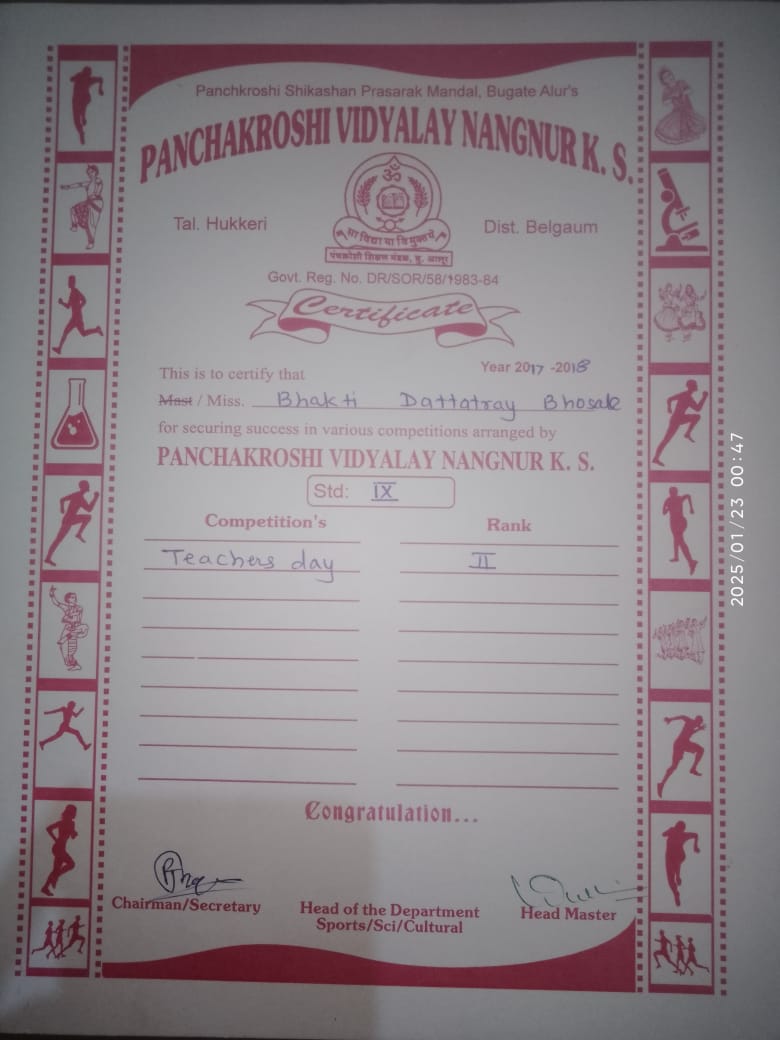 Panchkroshi Shikashan Prasarak Mandal, Bugate Alur's
PANCHAKROSHI VIDYALAY NANGNUR K. S.
ॐ
Tal. Hukkeri
Dist. Belgaum
सा विद्या या विमुक्तये
पंचक्रोशी शिक्षण मंडळ, बु. आलूर
Govt. Reg. No. DR/SOR/58/1983-84
Certificate
Year 2017 -2018
This is to certify that
Mast / Miss. Bhakti Dattatray Bhosale
for securing success in various competitions arranged by
PANCHAKROSHI VIDYALAY NANGNUR K. S.
Std: IX
Competition's Rank
Teachers day II
Congratulation...
Chairman/Secretary
Head of the Department
Sports/Sci/Cultural
Head Master
2025/01/23 00:47